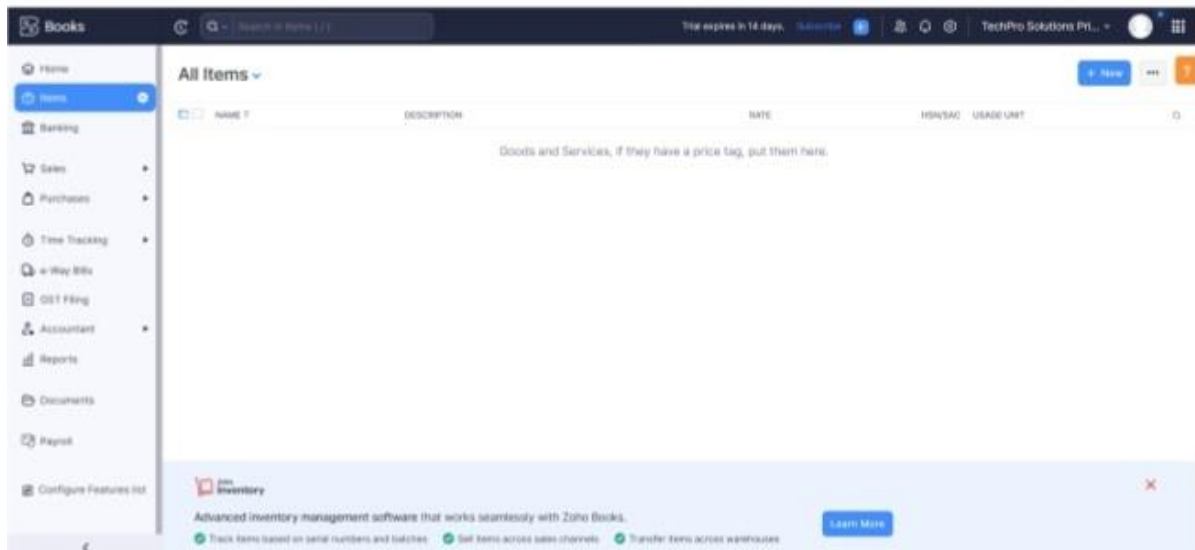 Books
Search in Items ( / )
Trial expires in 14 days. Subscribe
TechPro Solutions Pri...
Home
Items
Banking
Sales
Purchases
Time Tracking
e-Way Bills
GST Filing
Accountant
Reports
Documents
Payroll
Configure Features list
All Items
+ New
?
NAME DESCRIPTION RATE HSN/SAC USAGE UNIT
Goods and Services, if they have a price tag, put them here.
Inventory
Advanced inventory management software that works seamlessly with Zoho Books.
Track items based on serial numbers and batches Sell items across sales channels Transfer items across warehouses
Learn More